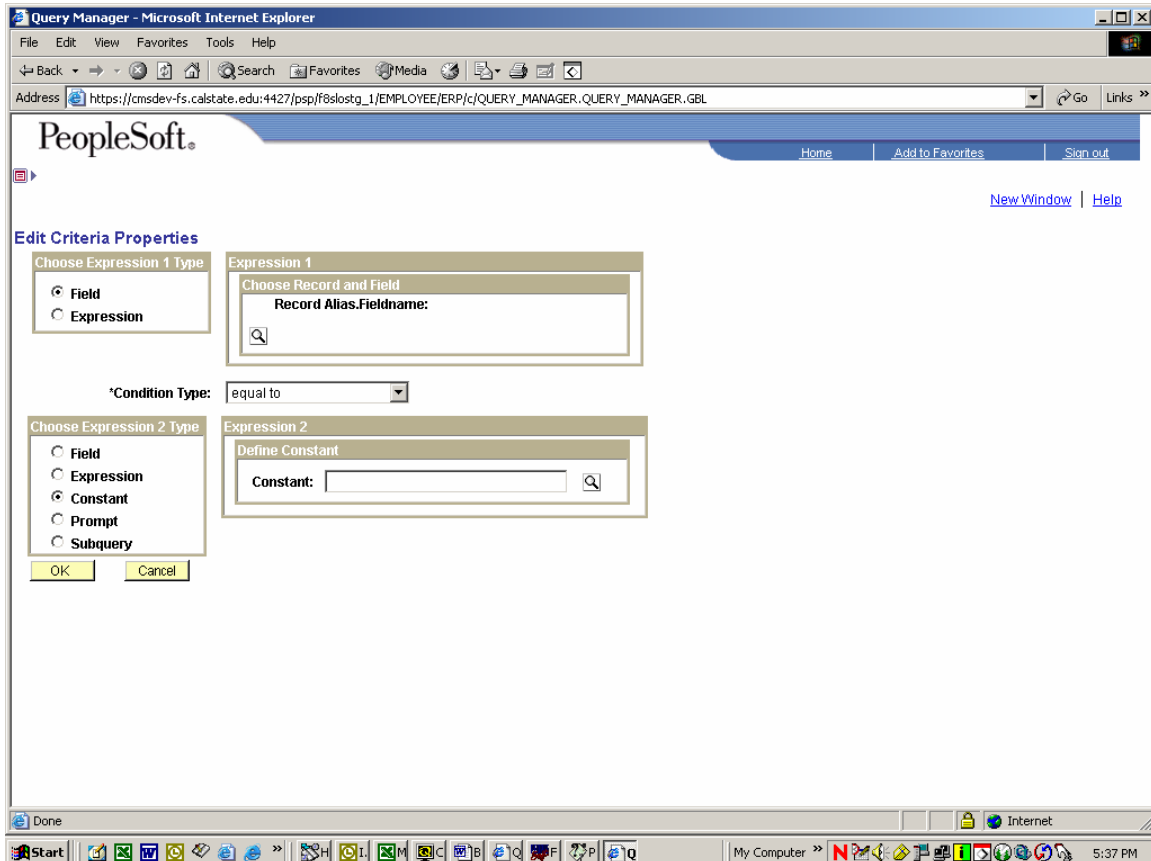 Query Manager - Microsoft Internet Explorer
File Edit View Favorites Tools Help
Back Search Favorites Media
Address https://cmsdev-fs.calstate.edu:4427/psp/f8slostg_1/EMPLOYEE/ERP/c/QUERY_MANAGER.QUERY_MANAGER.GBL Go Links »
PeopleSoft®
Home Add to Favorites Sign out
New Window | Help
Edit Criteria Properties
Choose Expression 1 Type
Field
Expression
Expression 1
Choose Record and Field
Record Alias.Fieldname:
*Condition Type: equal to
Choose Expression 2 Type
Field
Expression
Constant
Prompt
Subquery
Expression 2
Define Constant
Constant:
OK Cancel
Done Internet
Start » H I. M C B Q F P Q My Computer » 5:37 PM